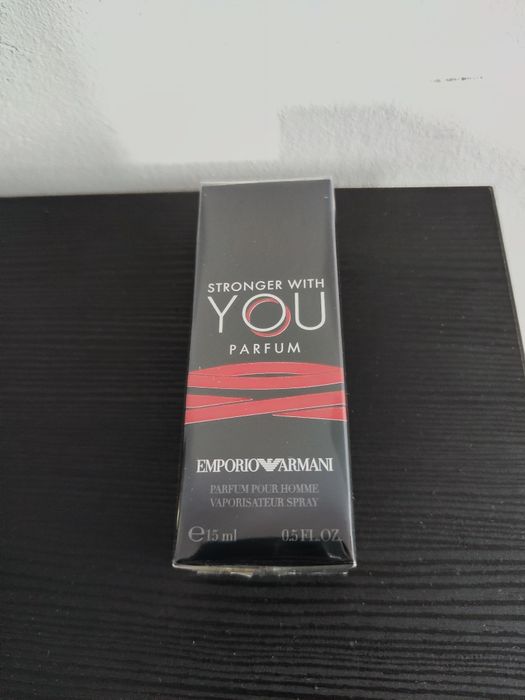 STRONGER WITH
YOU
PARFUM
EMPORIO ARMANI
PARFUM POUR HOMME
VAPORISATEUR SPRAY
℮15 ml 0.5 FL. OZ.